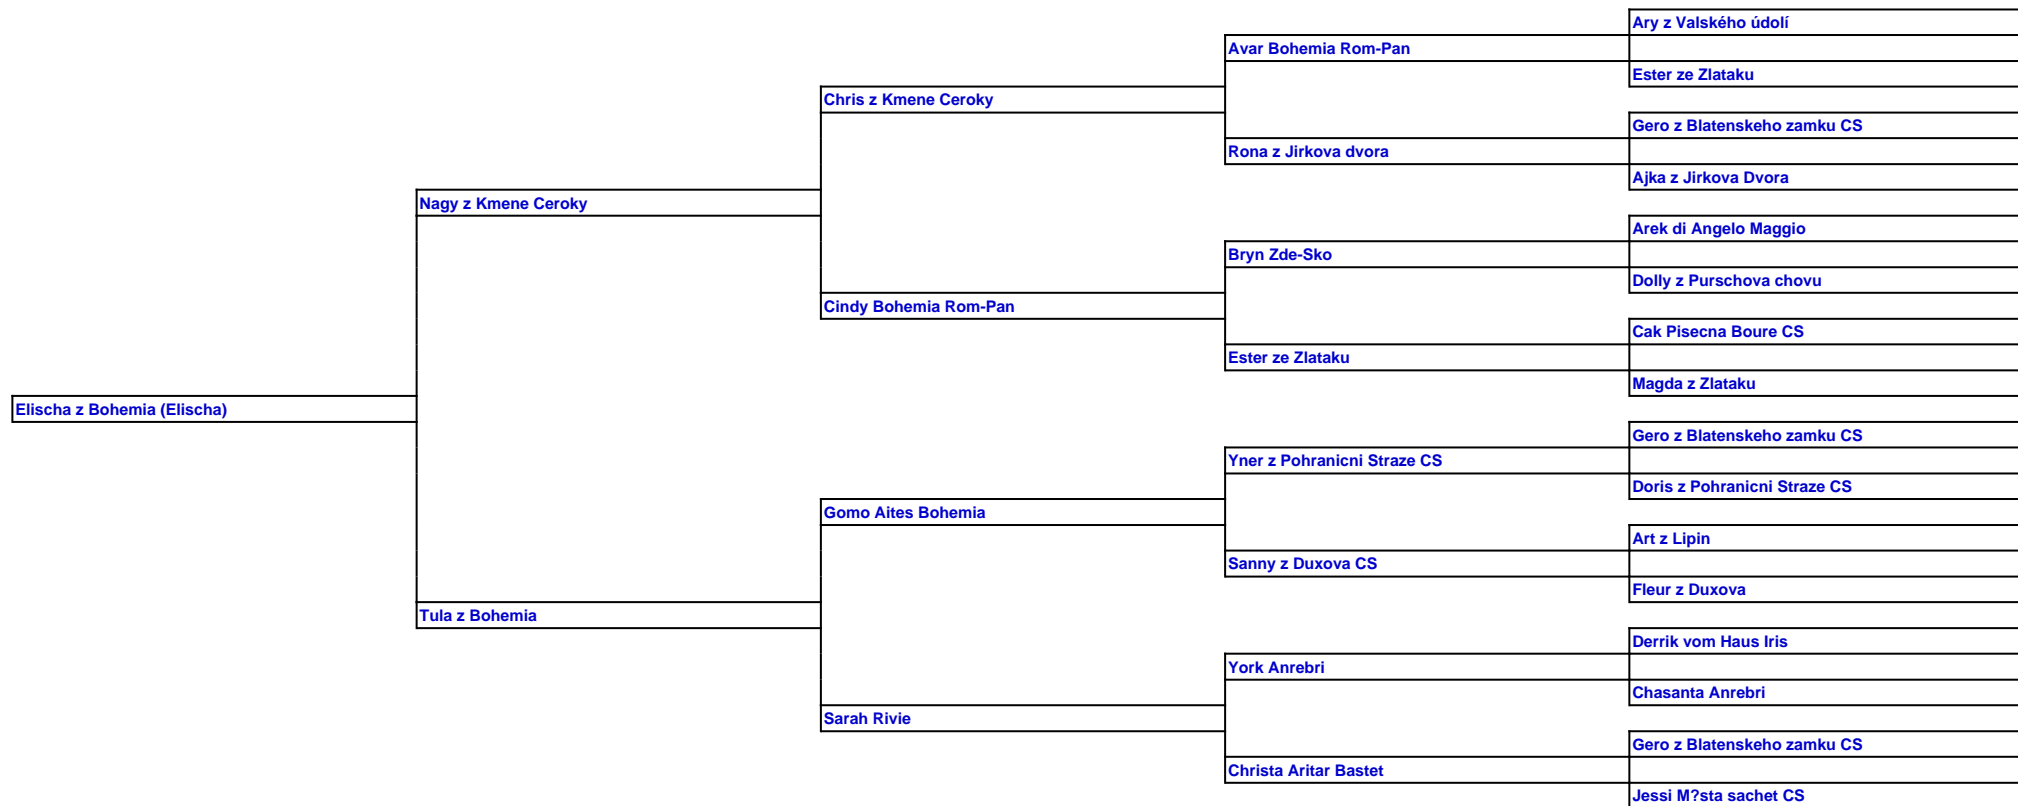 Ary z Valského údolí
Avar Bohemia Rom-Pan
Ester ze Zlataku
Chris z Kmene Ceroky
Gero z Blatenskeho zamku CS
Rona z Jirkova dvora
Ajka z Jirkova Dvora
Nagy z Kmene Ceroky
Arek di Angelo Maggio
Bryn Zde-Sko
Dolly z Purschova chovu
Cindy Bohemia Rom-Pan
Cak Pisecna Boure CS
Ester ze Zlataku
Magda z Zlataku
Elischa z Bohemia (Elischa)
Gero z Blatenskeho zamku CS
Yner z Pohranicni Straze CS
Doris z Pohranicni Straze CS
Gomo Aites Bohemia
Art z Lipin
Sanny z Duxova CS
Fleur z Duxova
Tula z Bohemia
Derrik vom Haus Iris
York Anrebri
Chasanta Anrebri
Sarah Rivie
Gero z Blatenskeho zamku CS
Christa Aritar Bastet
Jessi M?sta sachet CS